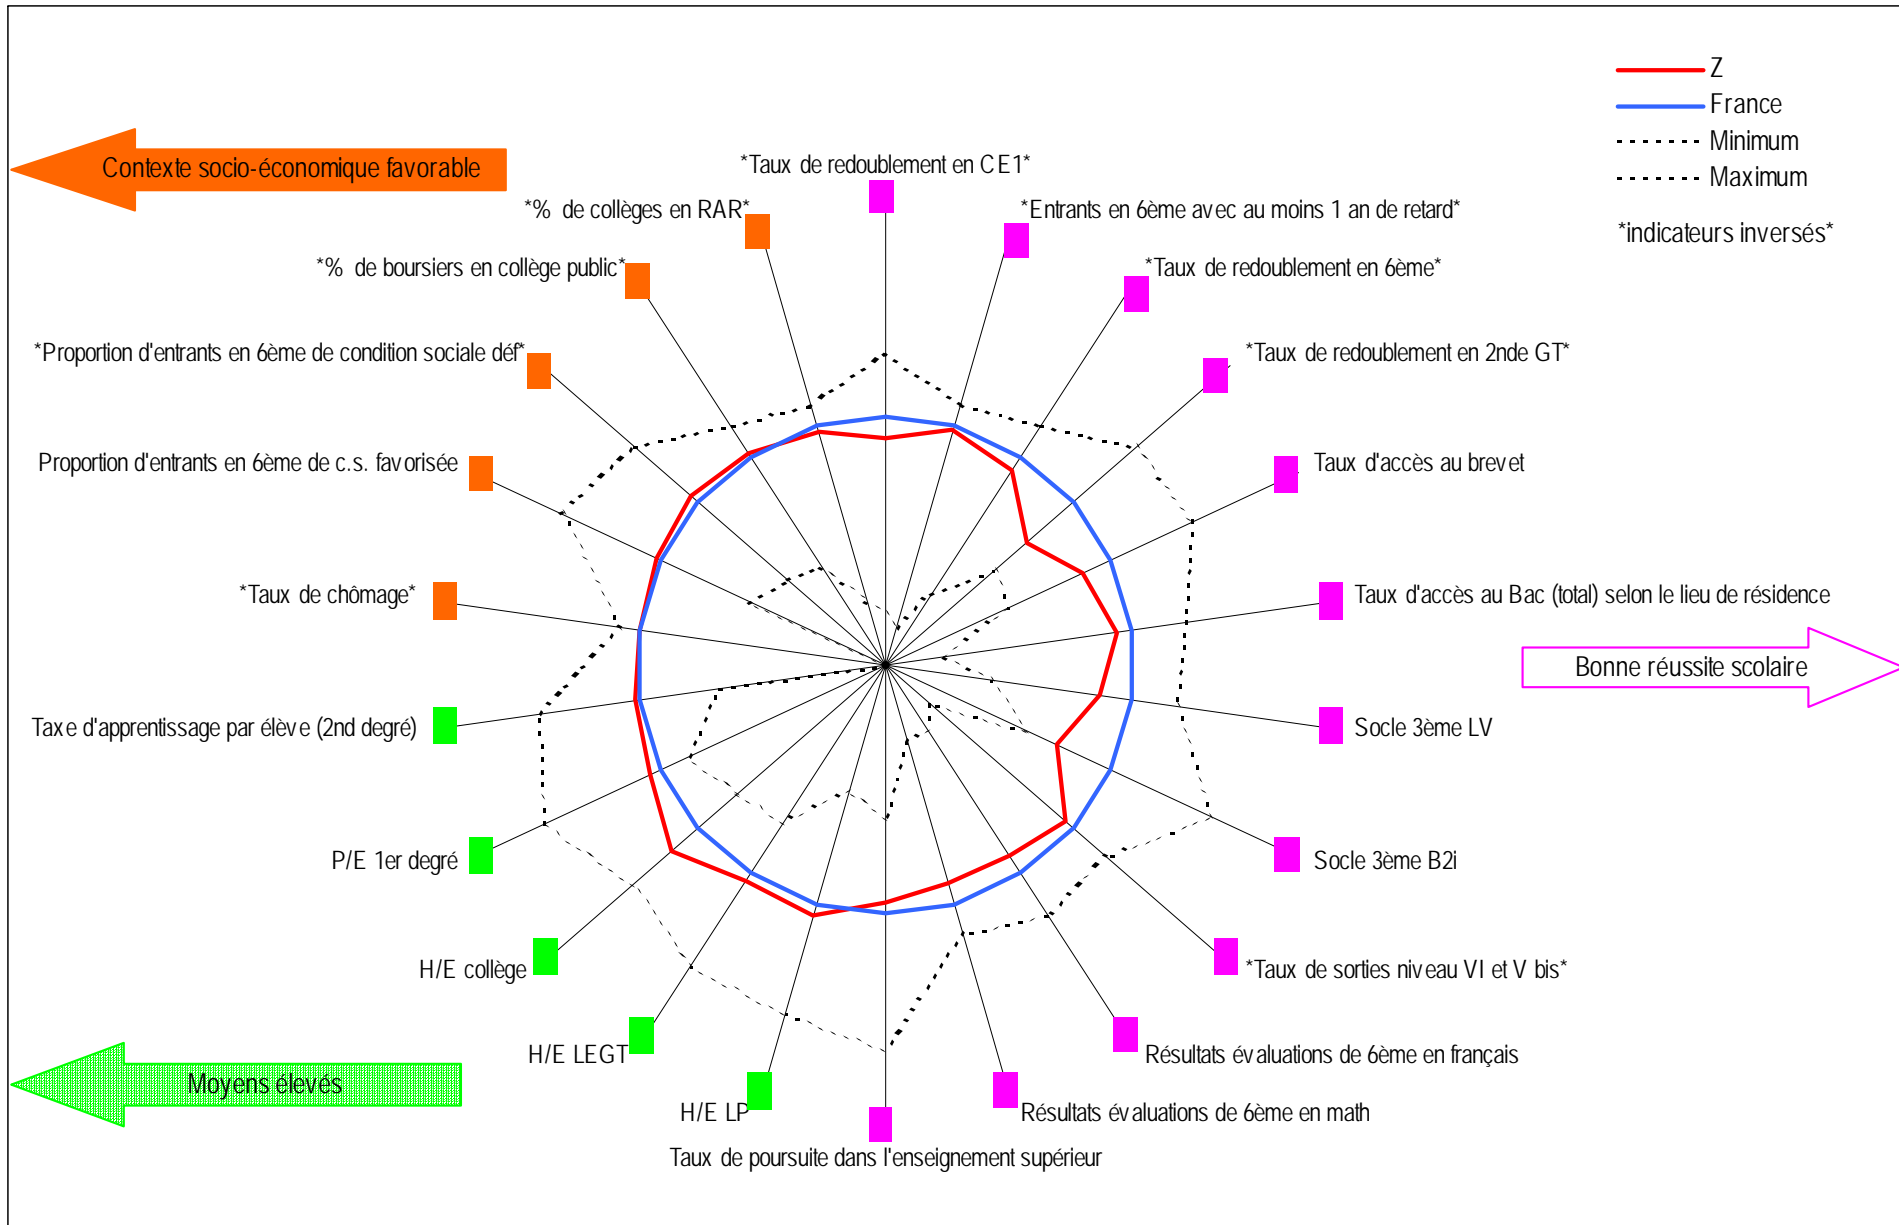 Z
France
Minimum
Maximum
*indicateurs inversés*
Contexte socio-économique favorable
*Taux de redoublement en CE1*
*% de collèges en RAR*
*Entrants en 6ème avec au moins 1 an de retard*
*% de boursiers en collège public*
*Taux de redoublement en 6ème*
*Proportion d'entrants en 6ème de condition sociale déf*
*Taux de redoublement en 2nde GT*
Proportion d'entrants en 6ème de c.s. favorisée
Taux d'accès au brevet
*Taux de chômage*
Taux d'accès au Bac (total) selon le lieu de résidence
Bonne réussite scolaire
Taxe d'apprentissage par élève (2nd degré)
Socle 3ème LV
P/E 1er degré
Socle 3ème B2i
H/E collège
*Taux de sorties niveau VI et V bis*
H/E LEGT
Résultats évaluations de 6ème en français
Moyens élevés
H/E LP
Résultats évaluations de 6ème en math
Taux de poursuite dans l'enseignement supérieur